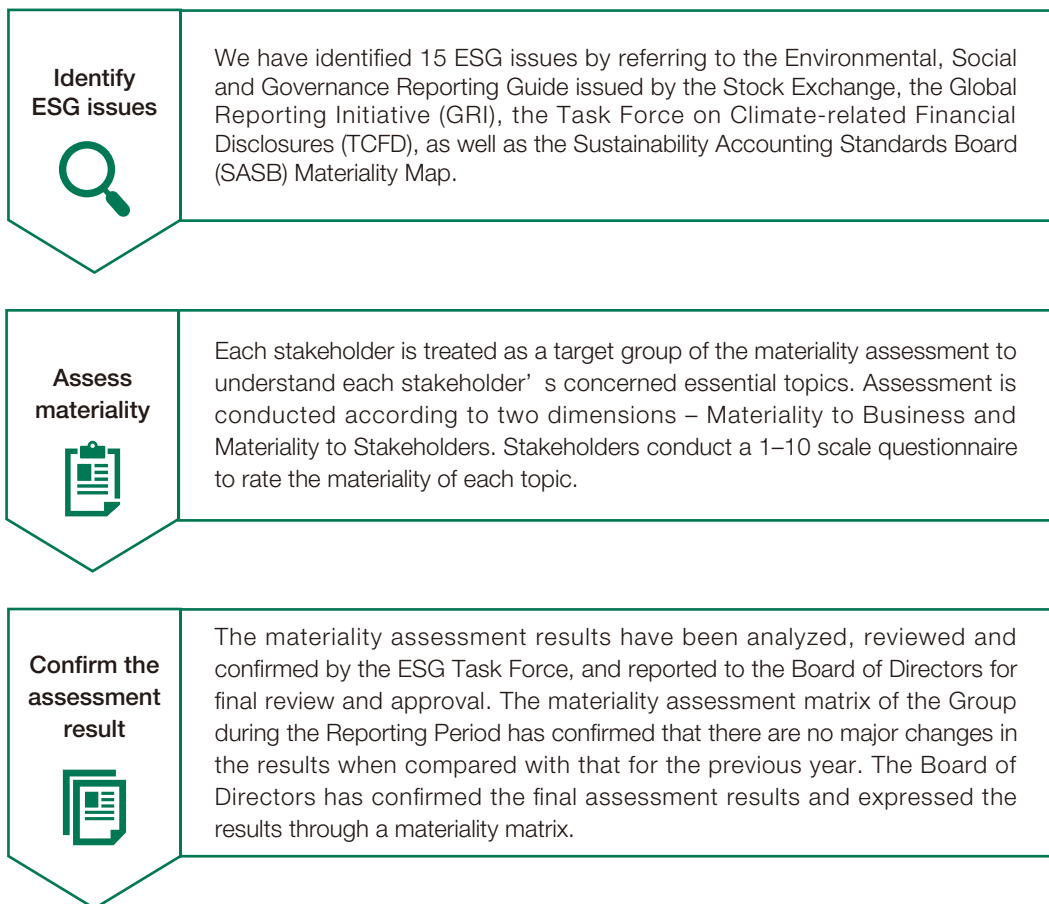 Identify
ESG issues
We have identified 15 ESG issues by referring to the Environmental, Social
and Governance Reporting Guide issued by the Stock Exchange, the Global
Reporting Initiative (GRI), the Task Force on Climate-related Financial
Disclosures (TCFD), as well as the Sustainability Accounting Standards Board
(SASB) Materiality Map.
Assess
materiality
Each stakeholder is treated as a target group of the materiality assessment to
understand each stakeholder’ s concerned essential topics. Assessment is
conducted according to two dimensions – Materiality to Business and
Materiality to Stakeholders. Stakeholders conduct a 1–10 scale questionnaire
to rate the materiality of each topic.
Confirm the
assessment
result
The materiality assessment results have been analyzed, reviewed and
confirmed by the ESG Task Force, and reported to the Board of Directors for
final review and approval. The materiality assessment matrix of the Group
during the Reporting Period has confirmed that there are no major changes in
the results when compared with that for the previous year. The Board of
Directors has confirmed the final assessment results and expressed the
results through a materiality matrix.